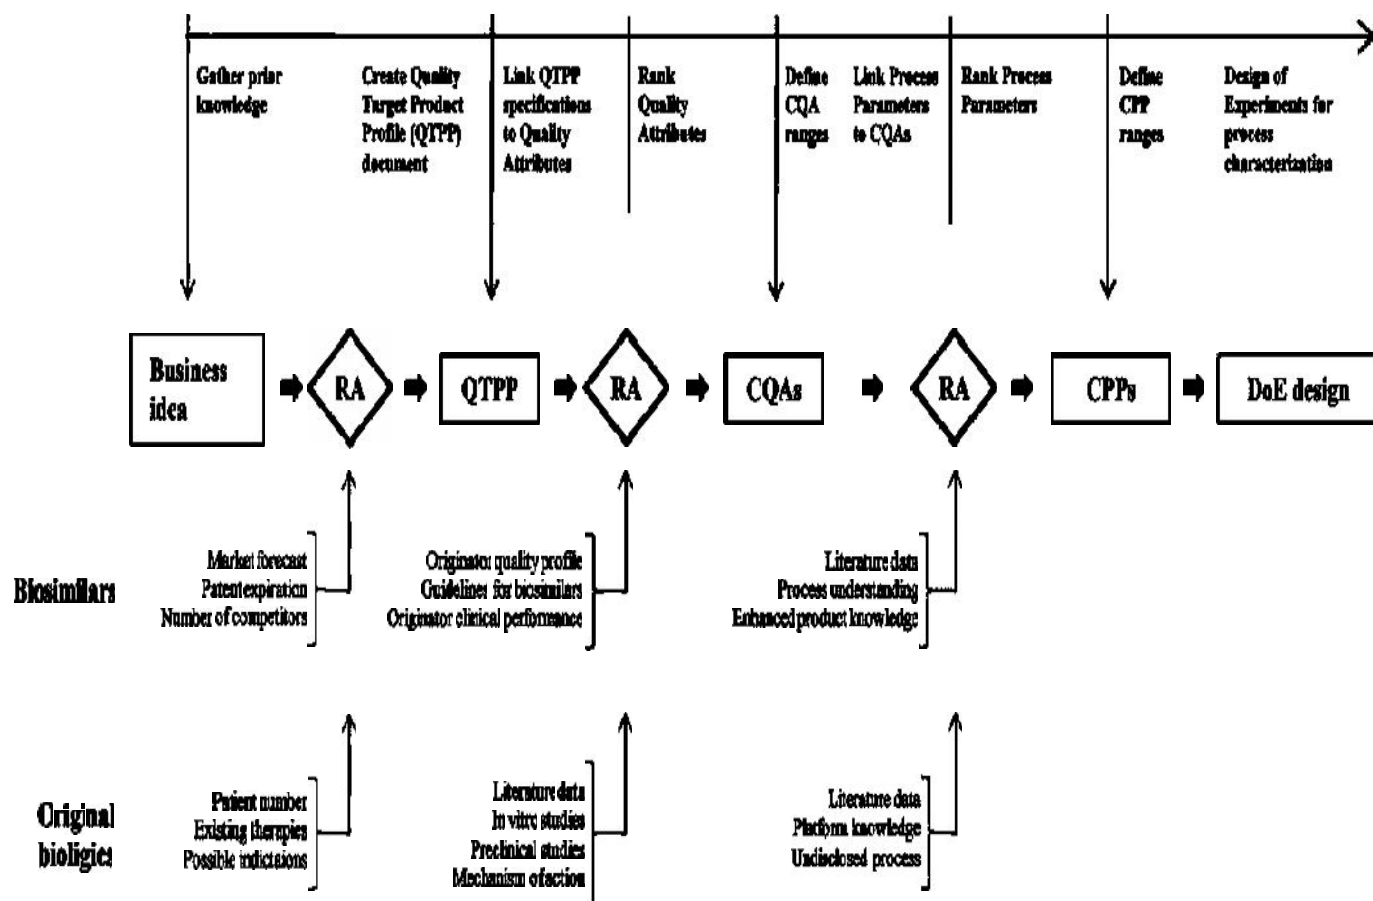 Gather prior
knowledge
Create Quality
Target Product
Profile (QTPP)
document
Link QTPP
specifications
to Quality
Attributes
Rank
Quality
Attributes
Define
CQA
ranges
Link Process
Parameters
to CQAs
Rank Process
Parameters
Define
CPP
ranges
Design of
Experiments for
process
characterization
Business
idea
RA
QTPP
RA
CQAs
RA
CPPs
DoE design
Biosimilars
Market forecast
Patent expiration
Number of competitors
Originator quality profile
Guidelines for biosimilars
Originator clinical performance
Literature data
Process understanding
Enhanced product knowledge
Original
bioligies
Patient number
Existing therapies
Possible indictaions
Literature data
In vitro studies
Preclinical studies
Mechanism of action
Literature data
Platform knowledge
Undisclosed process